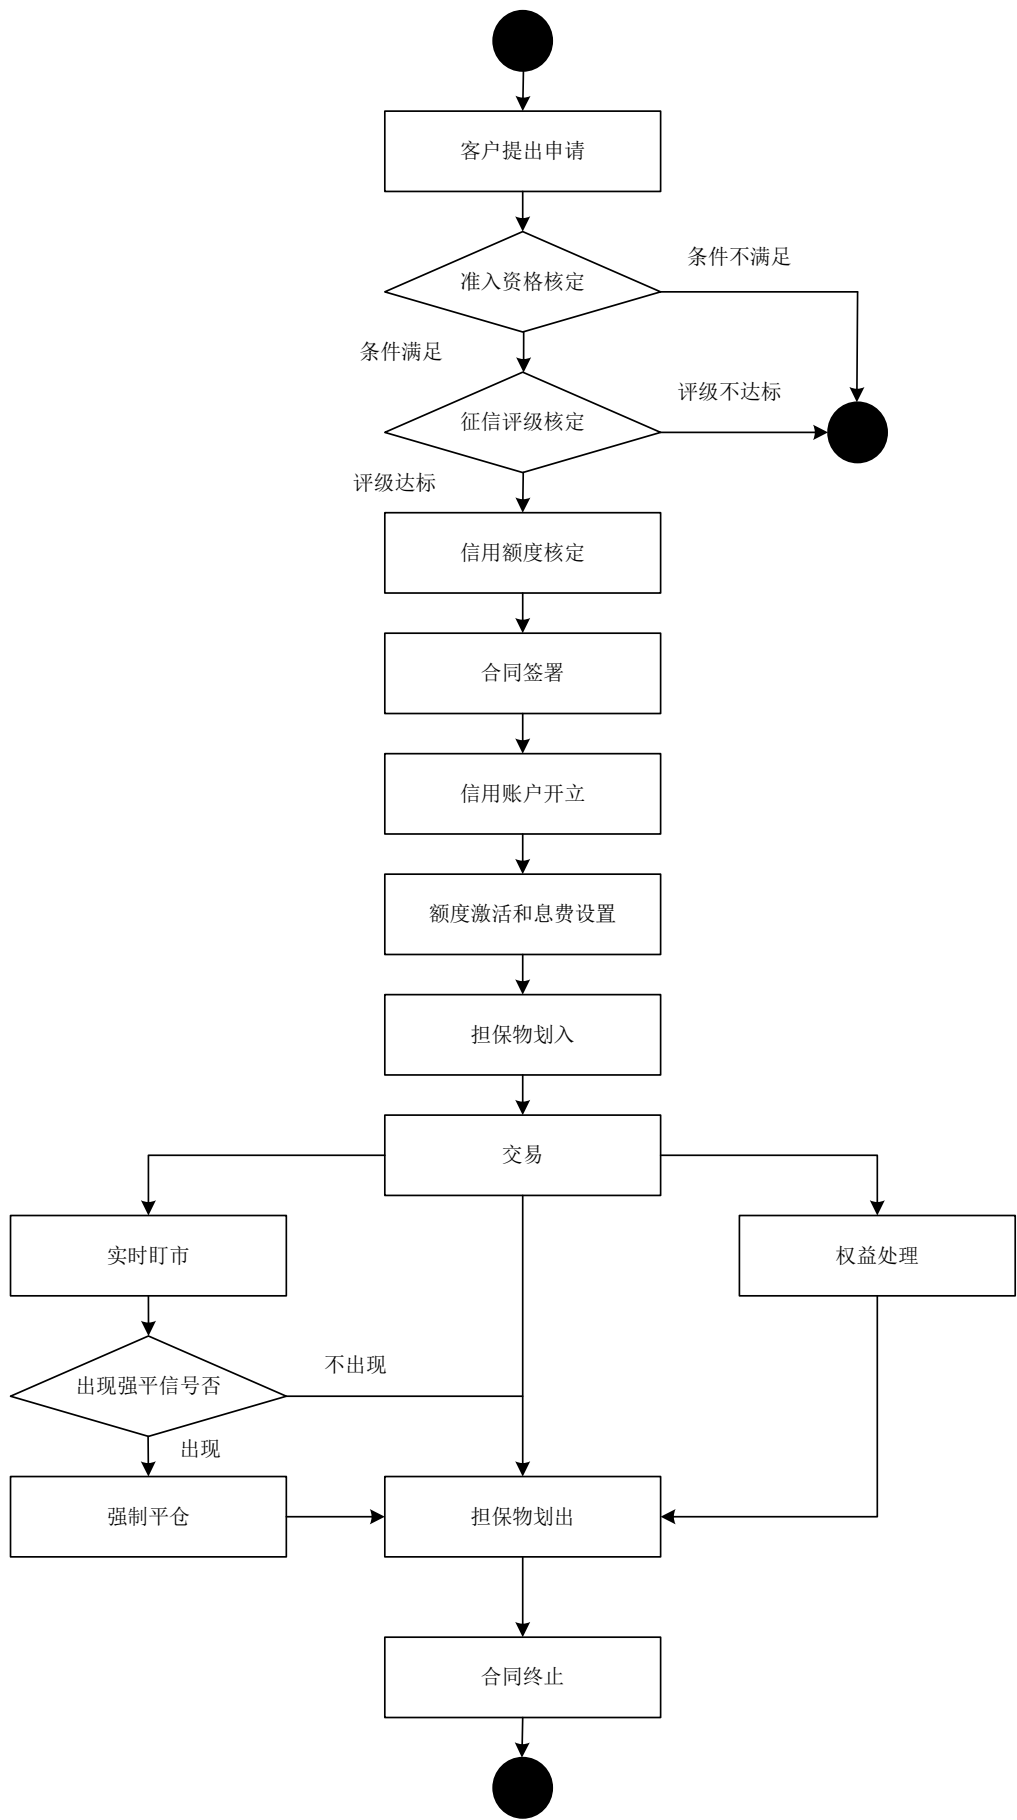 客户提出申请
准入资格核定
条件不满足
条件满足
征信评级核定
评级不达标
评级达标
信用额度核定
合同签署
信用账户开立
额度激活和息费设置
担保物划入
交易
实时盯市
权益处理
不出现
出现强平信号否
出现
强制平仓
担保物划出
合同终止